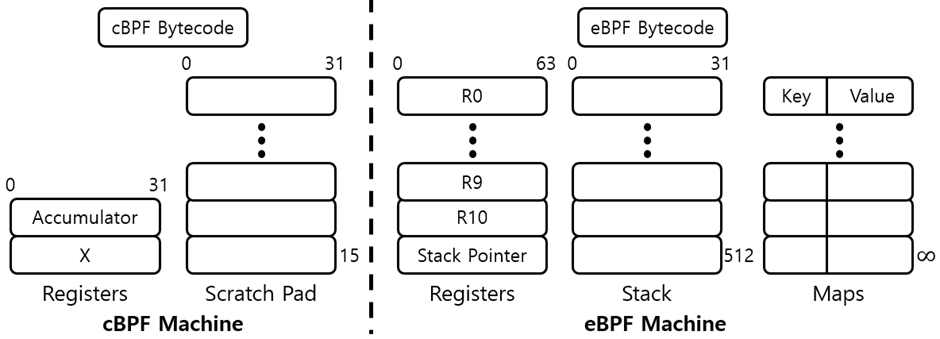 cBPF Bytecode
0 31
0 31
Accumulator
X
15
Registers Scratch Pad
cBPF Machine
eBPF Bytecode
0 63 0 31
R0 Key Value
R9
R10
Stack Pointer 512 ∞
Registers Stack Maps
eBPF Machine